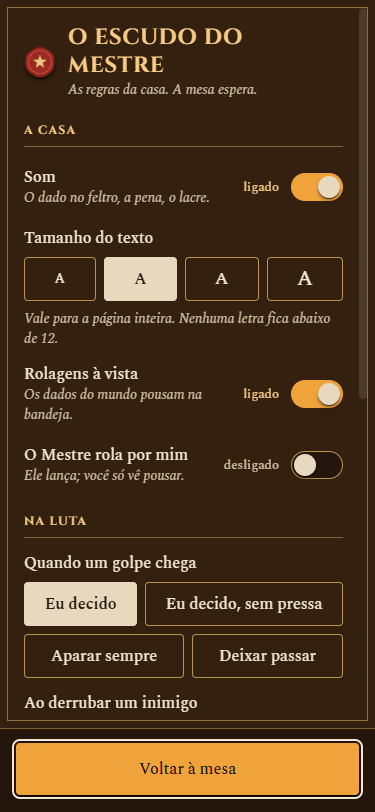 O ESCUDO DO
MESTRE
As regras da casa. A mesa espera.
A CASA
Som
O dado no feltro, a pena, o lacre.
ligado
Tamanho do texto
A A A A
Vale para a página inteira. Nenhuma letra fica abaixo
de 12.
Rolagens à vista
Os dados do mundo pousam na
bandeja.
ligado
O Mestre rola por mim
Ele lança; você só vê pousar.
desligado
NA LUTA
Quando um golpe chega
Eu decido
Eu decido, sem pressa
Aparar sempre
Deixar passar
Ao derrubar um inimigo
Voltar à mesa